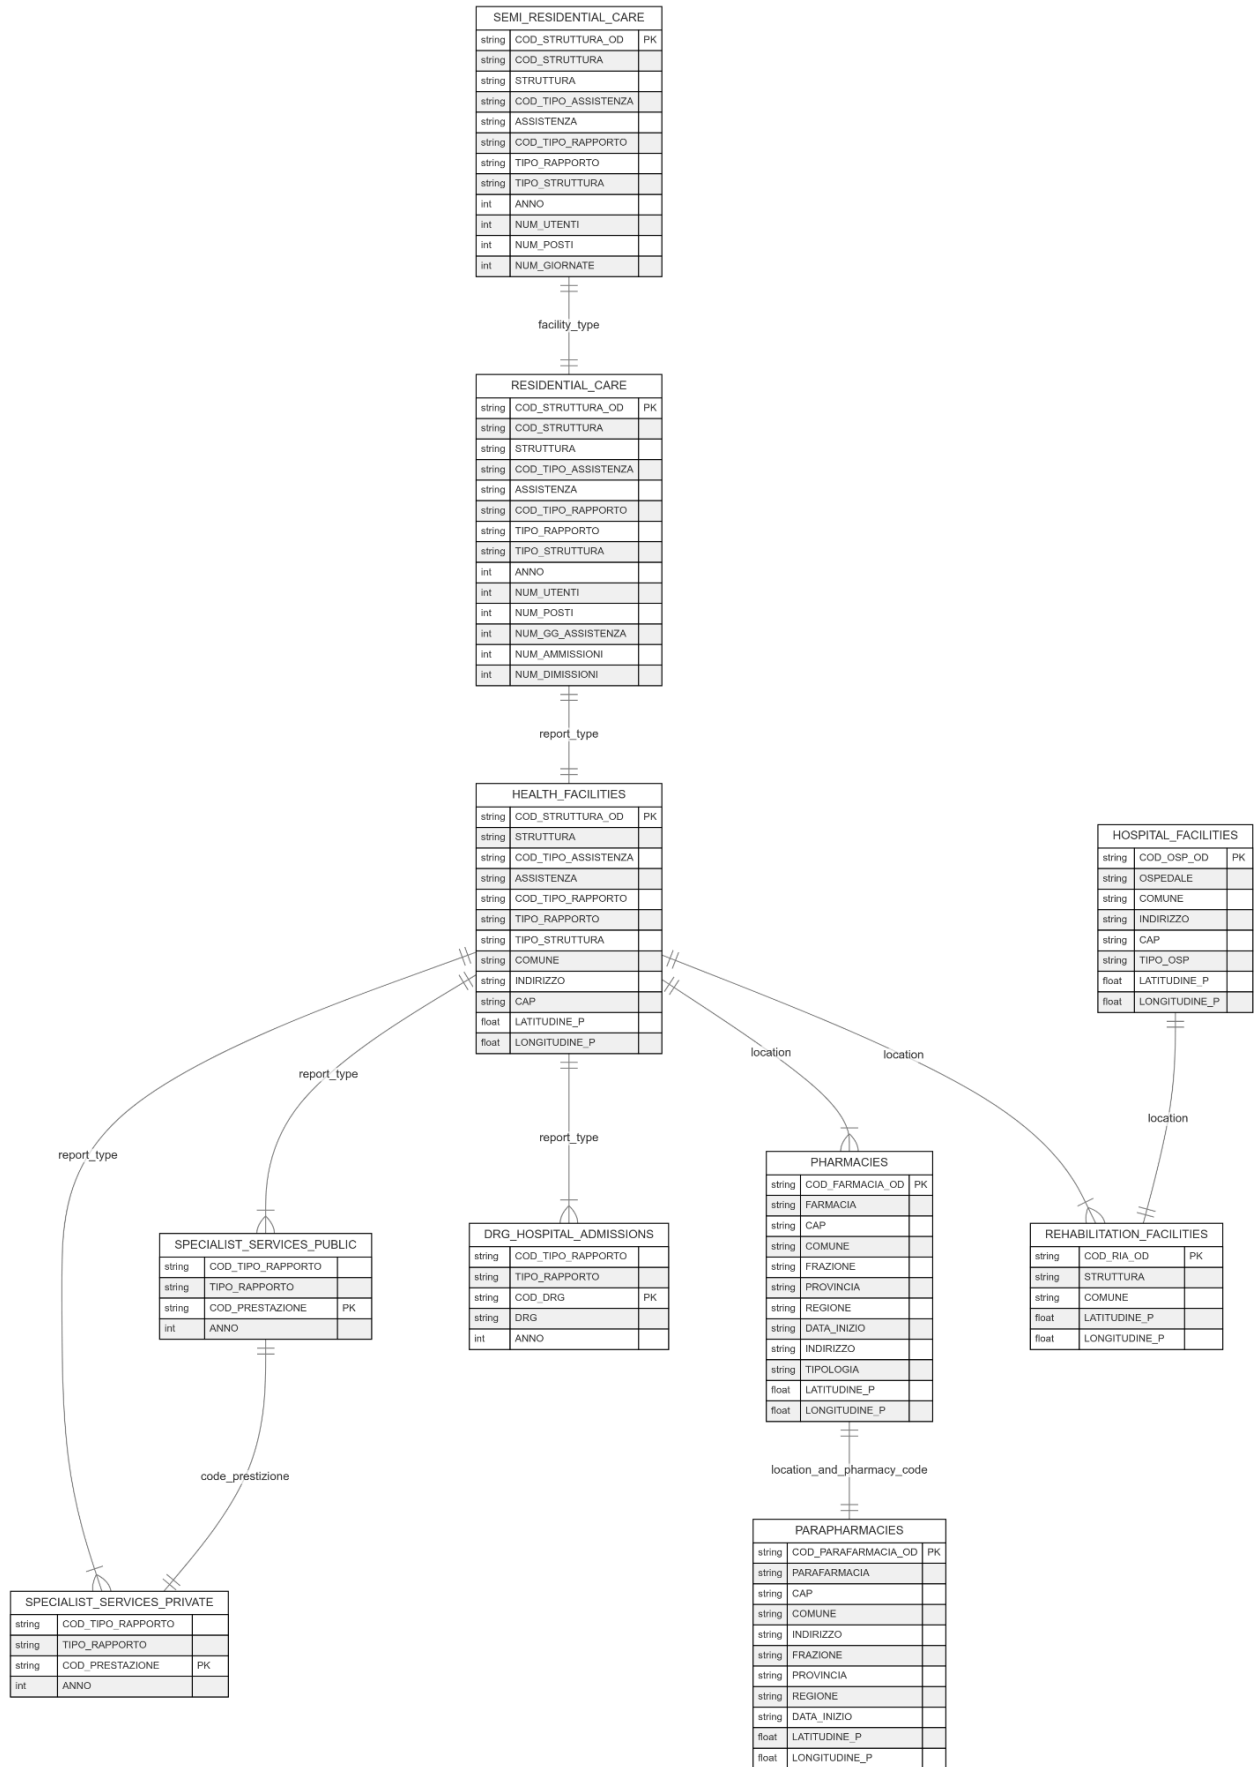 SEMI_RESIDENTIAL_CARE
string COD_STRUTTURA_OD PK
string COD_STRUTTURA
string STRUTTURA
string COD_TIPO_ASSISTENZA
string ASSISTENZA
string COD_TIPO_RAPPORTO
string TIPO_RAPPORTO
string TIPO_STRUTTURA
int ANNO
int NUM_UTENTI
int NUM_POSTI
int NUM_GIORNATE
facility_type
RESIDENTIAL_CARE
string COD_STRUTTURA_OD PK
string COD_STRUTTURA
string STRUTTURA
string COD_TIPO_ASSISTENZA
string ASSISTENZA
string COD_TIPO_RAPPORTO
string TIPO_RAPPORTO
string TIPO_STRUTTURA
int ANNO
int NUM_UTENTI
int NUM_POSTI
int NUM_GG_ASSISTENZA
int NUM_AMMISSIONI
int NUM_DIMISSIONI
report_type
HEALTH_FACILITIES
string COD_STRUTTURA_OD PK
string STRUTTURA
string COD_TIPO_ASSISTENZA
string ASSISTENZA
string COD_TIPO_RAPPORTO
string TIPO_RAPPORTO
string TIPO_STRUTTURA
string COMUNE
string INDIRIZZO
string CAP
float LATITUDINE_P
float LONGITUDINE_P
HOSPITAL_FACILITIES
string COD_OSP_OD PK
string OSPEDALE
string COMUNE
string INDIRIZZO
string CAP
string TIPO_OSP
float LATITUDINE_P
float LONGITUDINE_P
location
location
report_type
location
report_type
report_type
PHARMACIES
string COD_FARMACIA_OD PK
string FARMACIA
string CAP
string COMUNE
string FRAZIONE
string PROVINCIA
string REGIONE
string DATA_INIZIO
string INDIRIZZO
string TIPOLOGIA
float LATITUDINE_P
float LONGITUDINE_P
SPECIALIST_SERVICES_PUBLIC
string COD_TIPO_RAPPORTO
string TIPO_RAPPORTO
string COD_PRESTAZIONE PK
int ANNO
DRG_HOSPITAL_ADMISSIONS
string COD_TIPO_RAPPORTO
string TIPO_RAPPORTO
string COD_DRG PK
string DRG
int ANNO
REHABILITATION_FACILITIES
string COD_RIA_OD PK
string STRUTTURA
string COMUNE
float LATITUDINE_P
float LONGITUDINE_P
location_and_pharmacy_code
code_prestizione
PARAPHARMACIES
string COD_PARAFARMACIA_OD PK
string PARAFARMACIA
string CAP
string COMUNE
string INDIRIZZO
string FRAZIONE
string PROVINCIA
string REGIONE
string DATA_INIZIO
float LATITUDINE_P
float LONGITUDINE_P
SPECIALIST_SERVICES_PRIVATE
string COD_TIPO_RAPPORTO
string TIPO_RAPPORTO
string COD_PRESTAZIONE PK
int ANNO